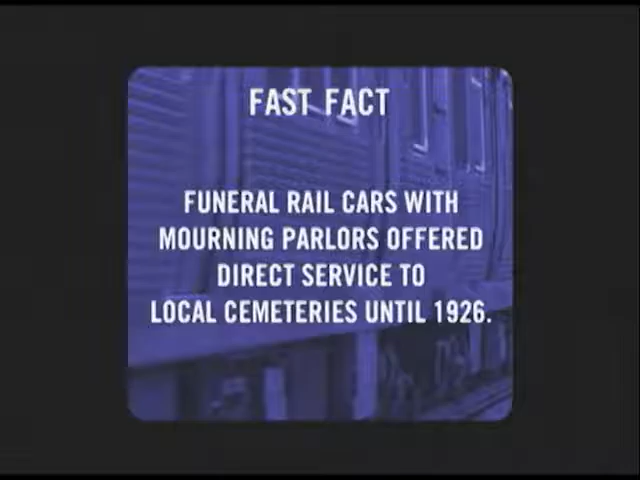 FAST FACT
FUNERAL RAIL CARS WITH
MOURNING PARLORS OFFERED
DIRECT SERVICE TO
LOCAL CEMETERIES UNTIL 1926.